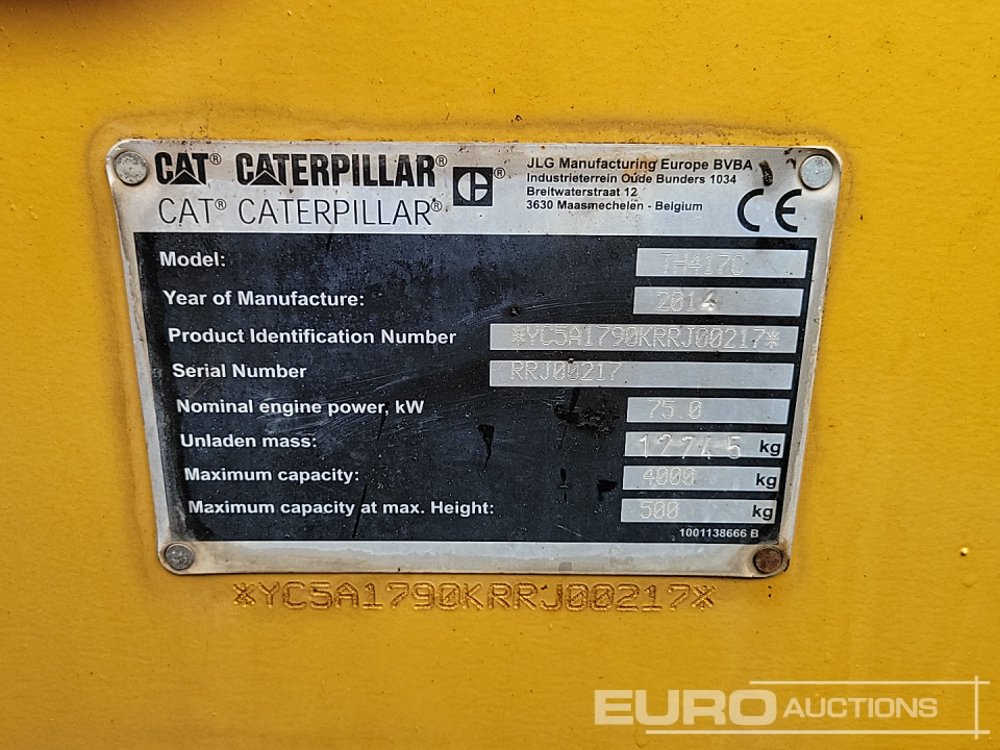 CAT® CATERPILLAR® ®
CAT® CATERPILLAR®
JLG Manufacturing Europe BVBA
Industrieterrein Oude Bunders 1034
Breitwaterstraat 12
3630 Maasmechelen - Belgium
CE
Model: TH417C
Year of Manufacture: 2014
Product Identification Number *YC5A1790KRRJ00217*
Serial Number RRJ00217
Nominal engine power, kW 75.0
Unladen mass: 12745 kg
Maximum capacity: 4000 kg
Maximum capacity at max. Height: 500 kg
1001138666 B
*YC5A1790KRRJ00217*
EURO AUCTIONS